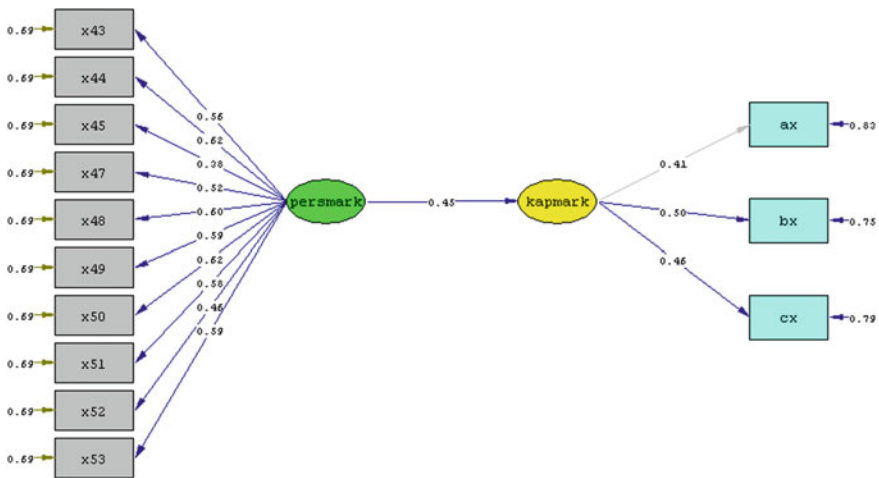 0.69 x43
0.69 x44
0.69 x45
0.69 x47
0.69 x48
0.69 x49
0.69 x50
0.69 x51
0.69 x52
0.69 x53
0.56
0.62
0.38
0.52
0.60
0.59
0.62
0.58
0.46
0.59
persmark
0.45
kapmark
0.41
0.50
0.46
ax 0.83
bx 0.75
cx 0.79